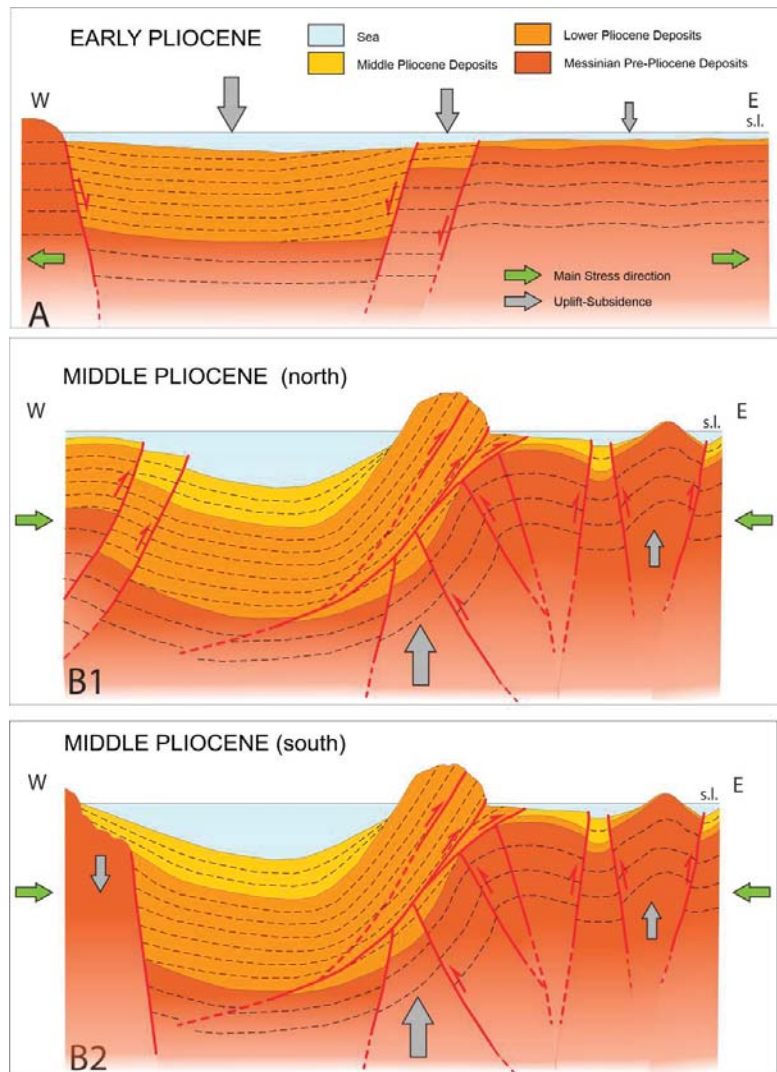 EARLY PLIOCENE
Sea
Middle Pliocene Deposits
Lower Pliocene Deposits
Messinian Pre-Pliocene Deposits
W
E
s.l.
Main Stress direction
Uplift-Subsidence
A
MIDDLE PLIOCENE (north)
W
s.l.
E
B1
MIDDLE PLIOCENE (south)
W
s.l.
E
B2